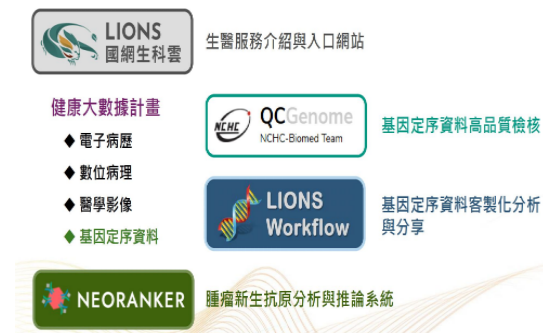 LIONS
國網生科雲
生醫服務介紹與入口網站
健康大數據計畫
◆ 電子病歷
◆ 數位病理
◆ 醫學影像
◆ 基因定序資料
NCHC
QCGenome
NCHC-Biomed Team
基因定序資料高品質檢核
LIONS
Workflow
基因定序資料客製化分析
與分享
NEORANKER
腫瘤新生抗原分析與推論系統